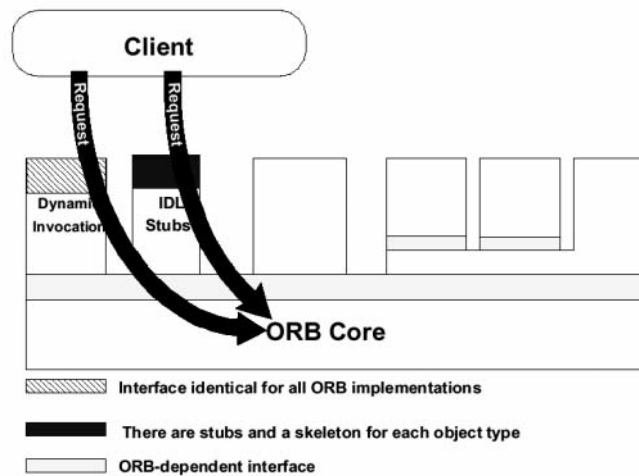 Client
Request
Request
Dynamic
Invocation
IDL
Stubs
ORB Core
Interface identical for all ORB implementations
There are stubs and a skeleton for each object type
ORB-dependent interface